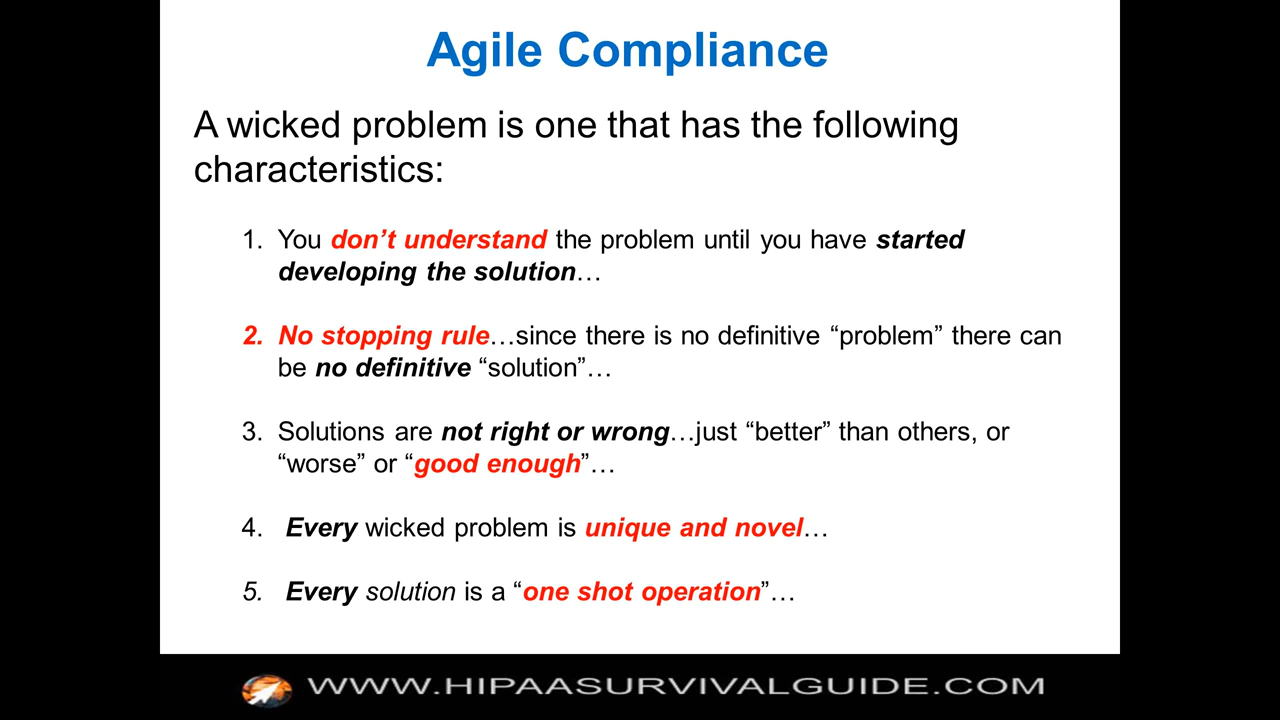 Agile Compliance
A wicked problem is one that has the following
characteristics:
1. You don’t understand the problem until you have started
developing the solution…
2. No stopping rule…since there is no definitive “problem” there can
be no definitive “solution”…
3. Solutions are not right or wrong…just “better” than others, or
“worse” or “good enough”…
4. Every wicked problem is unique and novel…
5. Every solution is a “one shot operation”…
WWW.HIPAASURVIVALGUIDE.COM